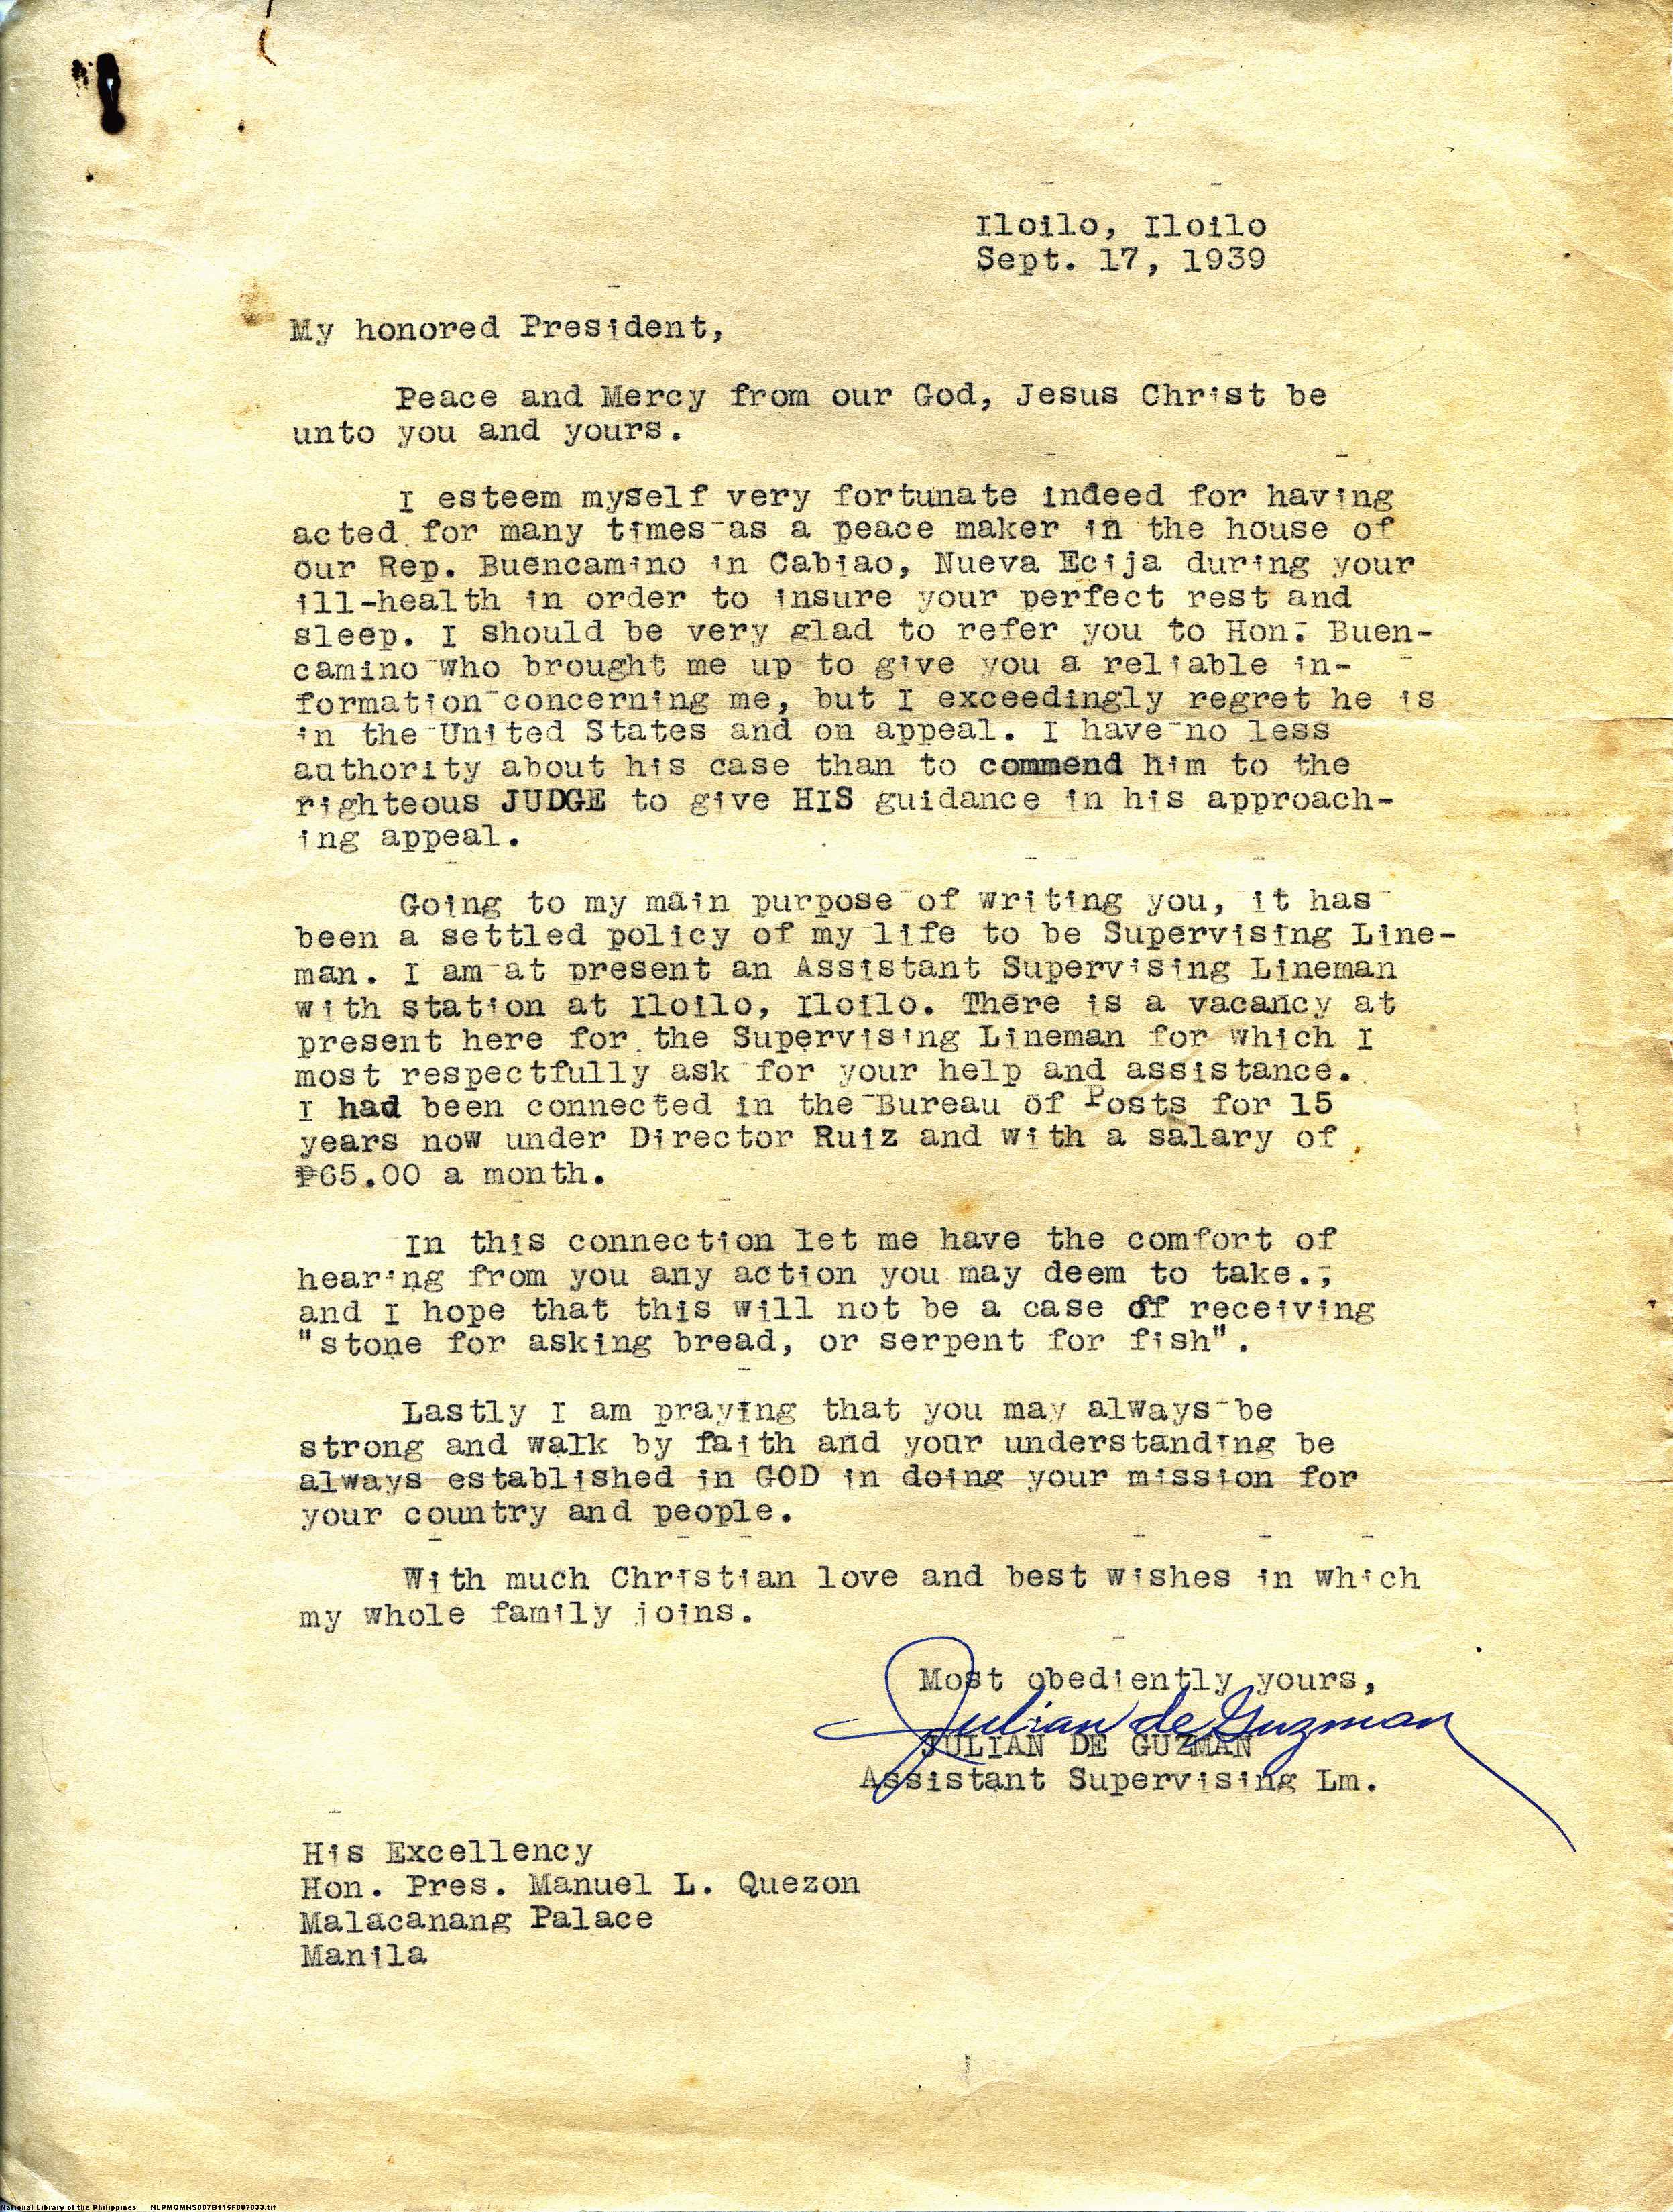 Iloilo, Iloilo
Sept. 17, 1939
My honored President,
Peace and Mercy from our God, Jesus Christ be
unto you and yours.
I esteem myself very fortunate indeed for having
acted for many times as a peace maker in the house of
our Rep. Buencamino in Cabiao, Nueva Ecija during your
ill-health in order to insure your perfect rest and
sleep. I should be very glad to refer you to Hon. Buen-
camino who brought me up to give you a reliable in-
formation concerning me, but I exceedingly regret he is
in the United States and on appeal. I have no less
authority about his case than to commend him to the
righteous JUDGE to give HIS guidance in his approach-
ing appeal.
Going to my main purpose of writing you, it has
been a settled policy of my life to be Supervising Line-
man. I am at present an Assistant Supervising Lineman
with station at Iloilo, Iloilo. There is a vacancy at
present here for the Supervising Lineman for which I
most respectfully ask for your help and assistance.
I had been connected in the Bureau of Posts for 15
years now under Director Ruiz and with a salary of
₱65.00 a month.
In this connection let me have the comfort of
hearing from you any action you may deem to take.,
and I hope that this will not be a case of receiving
"stone for asking bread, or serpent for fish".
Lastly I am praying that you may always be
strong and walk by faith and your understanding be
always established in GOD in doing your mission for
your country and people.
With much Christian love and best wishes in which
my whole family joins.
Most obediently yours,
Julian de Guzman
JULIAN DE GUZMAN
Assistant Supervising Lm.
His Excellency
Hon. Pres. Manuel L. Quezon
Malacanang Palace
Manila
National Library of the Philippines NLPMQMNS007B115F087033.tif